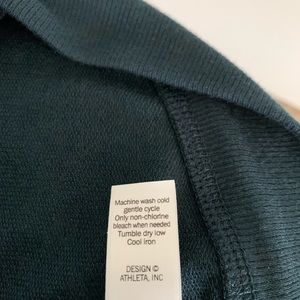 Machine wash cold
gentle cycle
Only non-chlorine
bleach when needed
Tumble dry low
Cool iron
DESIGN ©
ATHLETA, INC